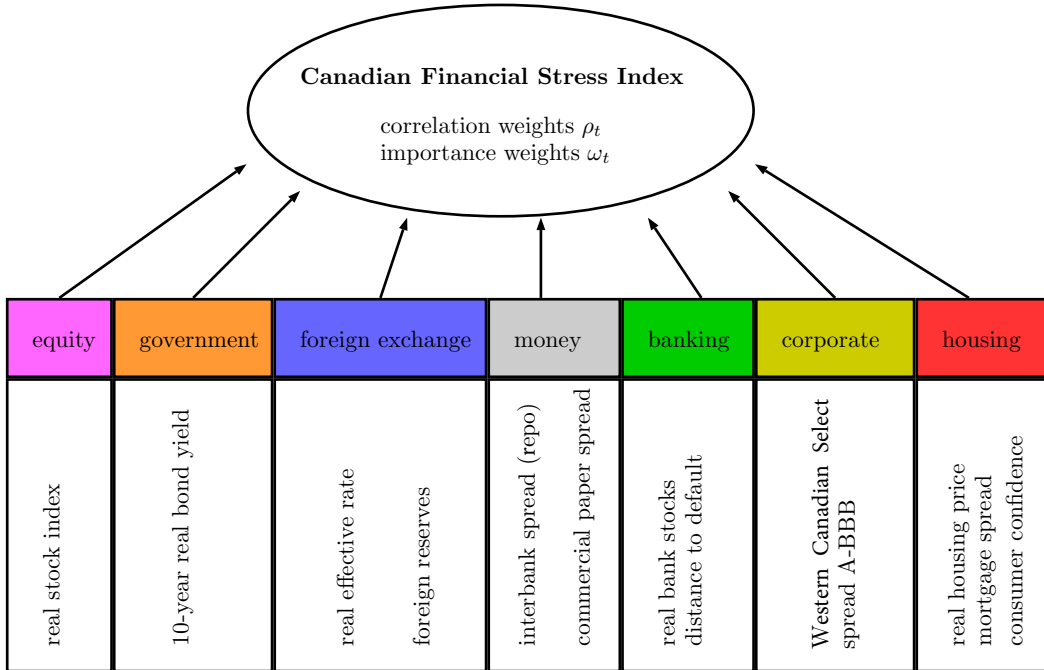 Canadian Financial Stress Index
correlation weights ρₜ
importance weights ωₜ
equity
government
foreign exchange
money
banking
corporate
housing
real stock index
10-year real bond yield
real effective rate
foreign reserves
interbank spread (repo)
commercial paper spread
real bank stocks
distance to default
Western Canadian Select
spread A-BBB
real housing price
mortgage spread
consumer confidence